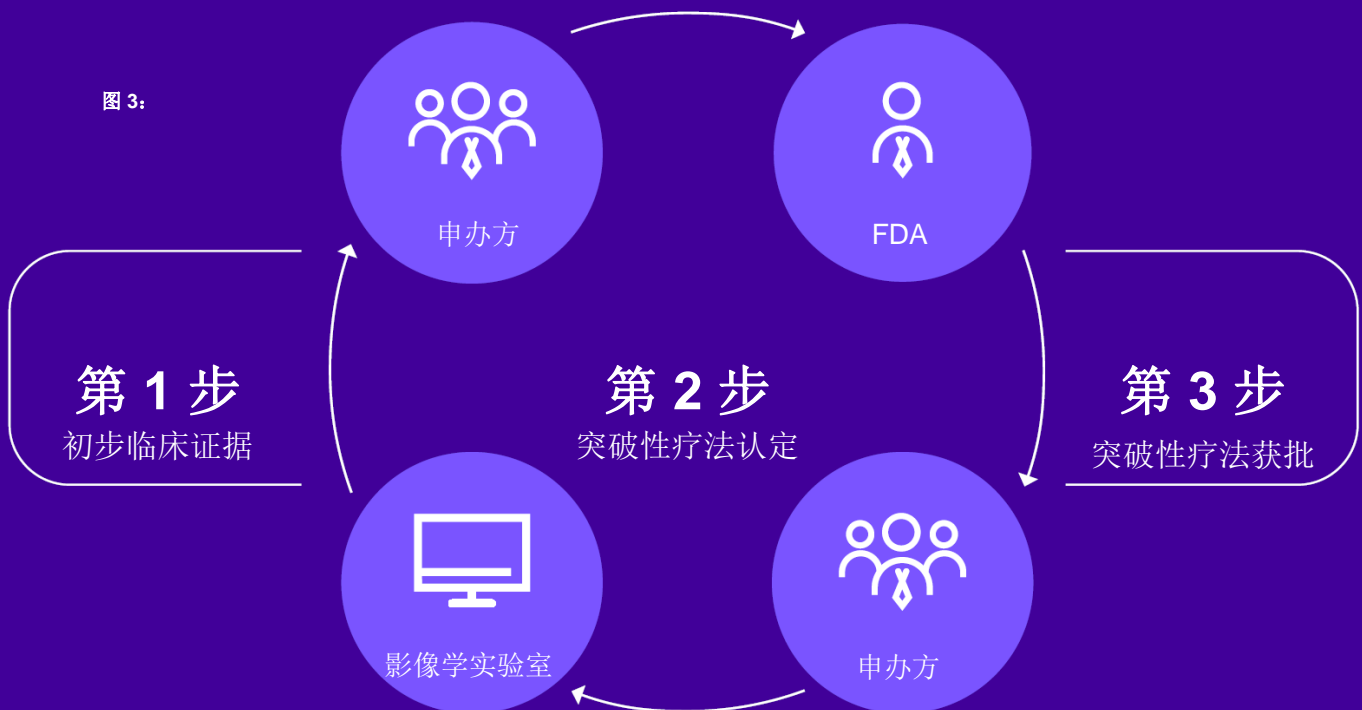 图 3:
申办方
FDA
第 1 步
初步临床证据
第 2 步
突破性疗法认定
第 3 步
突破性疗法获批
影像学实验室
申办方